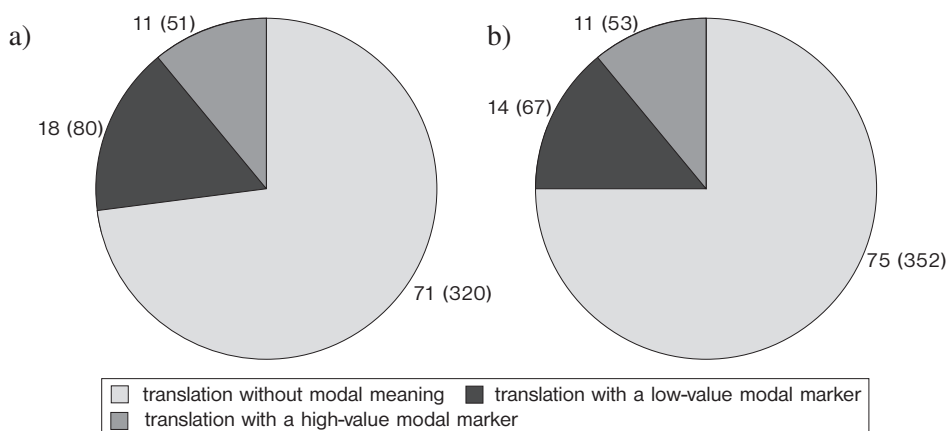 a)
11 (51)
18 (80)
71 (320)
b)
11 (53)
14 (67)
75 (352)
translation without modal meaning
translation with a low-value modal marker
translation with a high-value modal marker